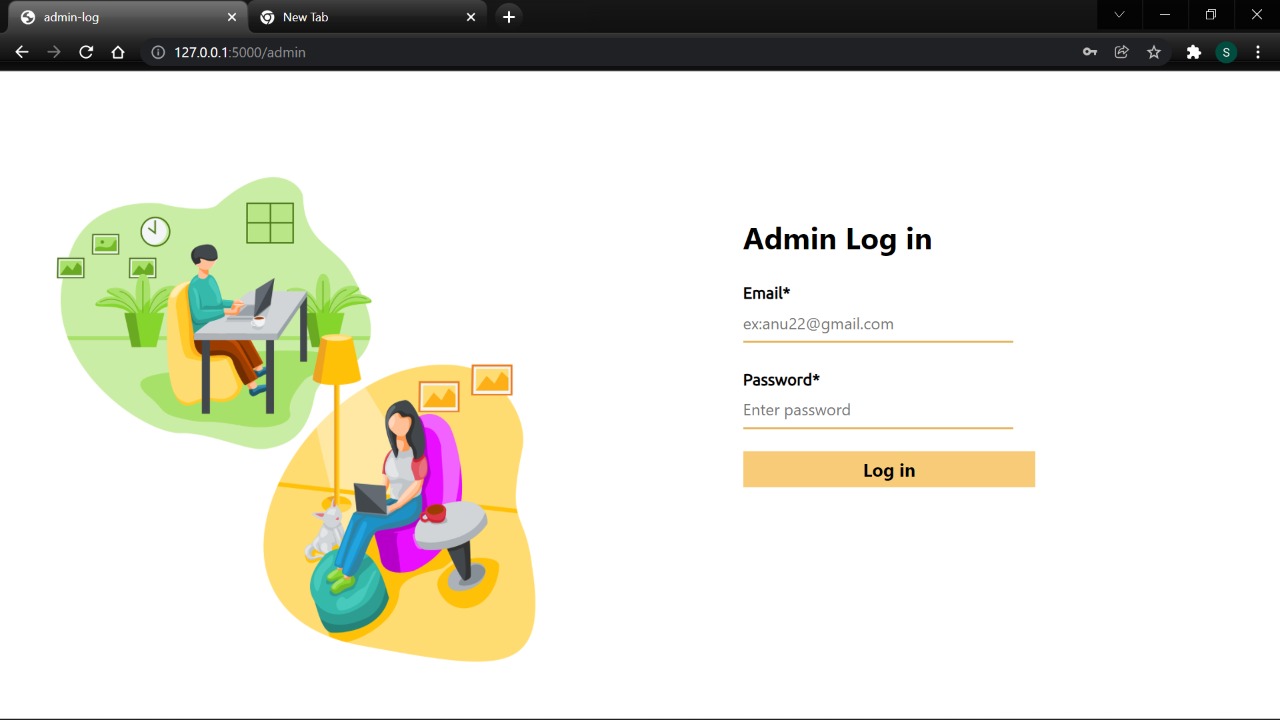 admin-log
New Tab
127.0.0.1:5000/admin
S
Admin Log in
Email*
ex:anu22@gmail.com
Password*
Enter password
Log in